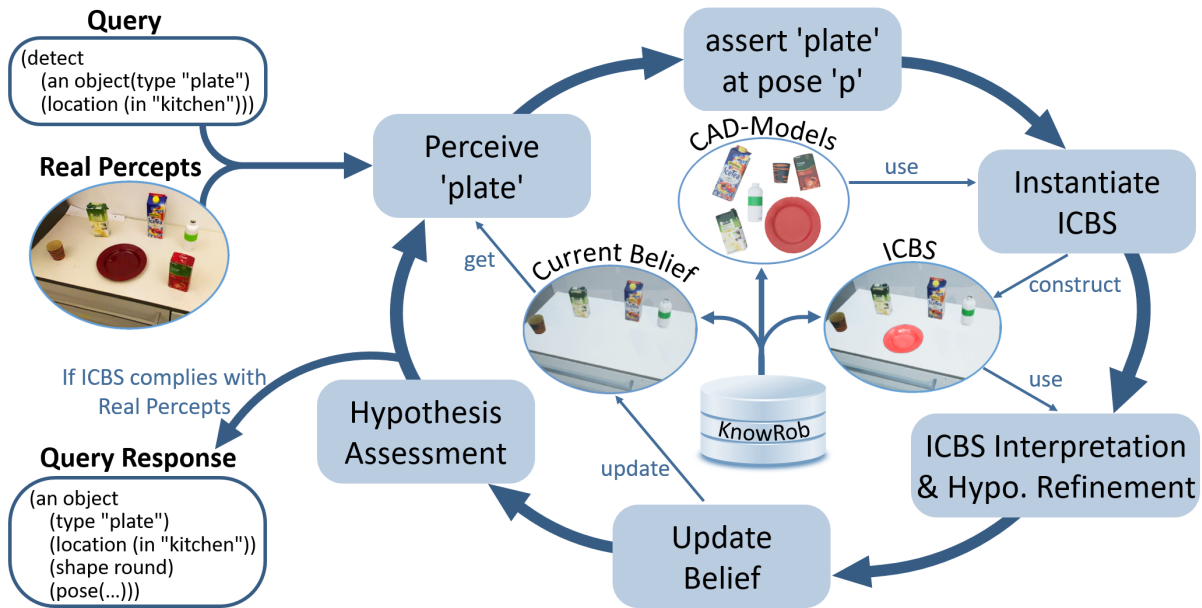 Query
(detect
(an object(type "plate")
(location (in "kitchen")))
Real Percepts
Perceive
'plate'
assert 'plate'
at pose 'p'
CAD-Models
use
Instantiate
ICBS
get
Current Belief
ICBS
construct
use
KnowRob
If ICBS complies with
Real Percepts
Hypothesis
Assessment
update
ICBS Interpretation
& Hypo. Refinement
Update
Belief
Query Response
(an object
(type "plate")
(location (in "kitchen"))
(shape round)
(pose(...)))